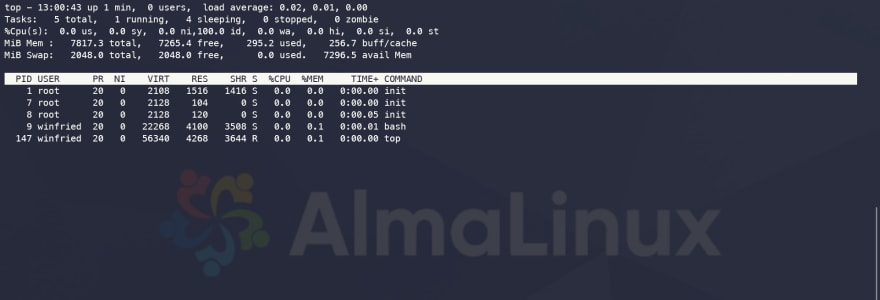 top - 13:00:43 up 1 min,  0 users,  load average: 0.02, 0.01, 0.00
Tasks:   5 total,   1 running,   4 sleeping,   0 stopped,   0 zombie
%Cpu(s):  0.0 us,  0.0 sy,  0.0 ni,100.0 id,  0.0 wa,  0.0 hi,  0.0 si,  0.0 st
MiB Mem :   7817.3 total,   7265.4 free,    295.2 used,    256.7 buff/cache
MiB Swap:   2048.0 total,   2048.0 free,      0.0 used.   7296.5 avail Mem
PID USER      PR  NI    VIRT    RES    SHR S  %CPU  %MEM     TIME+ COMMAND
1 root      20   0    2108   1516   1416 S   0.0   0.0   0:00.00 init
7 root      20   0    2128    104      0 S   0.0   0.0   0:00.00 init
8 root      20   0    2128    120      0 S   0.0   0.0   0:00.05 init
9 winfried  20   0   22268   4100   3508 S   0.0   0.1   0:00.01 bash
147 winfried  20   0   56340   4268   3644 R   0.0   0.1   0:00.00 top
AlmaLinux